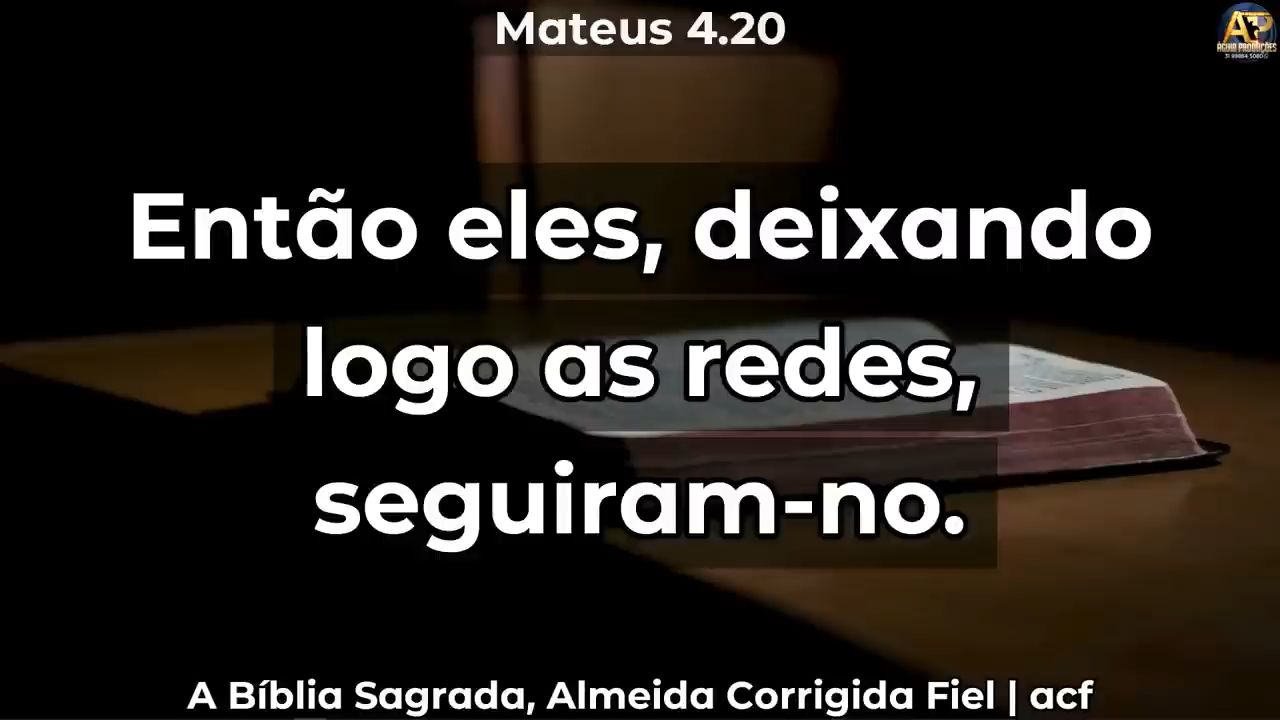 Mateus 4.20
Então eles, deixando
logo as redes,
seguiram-no.
A Bíblia Sagrada, Almeida Corrigida Fiel | acf